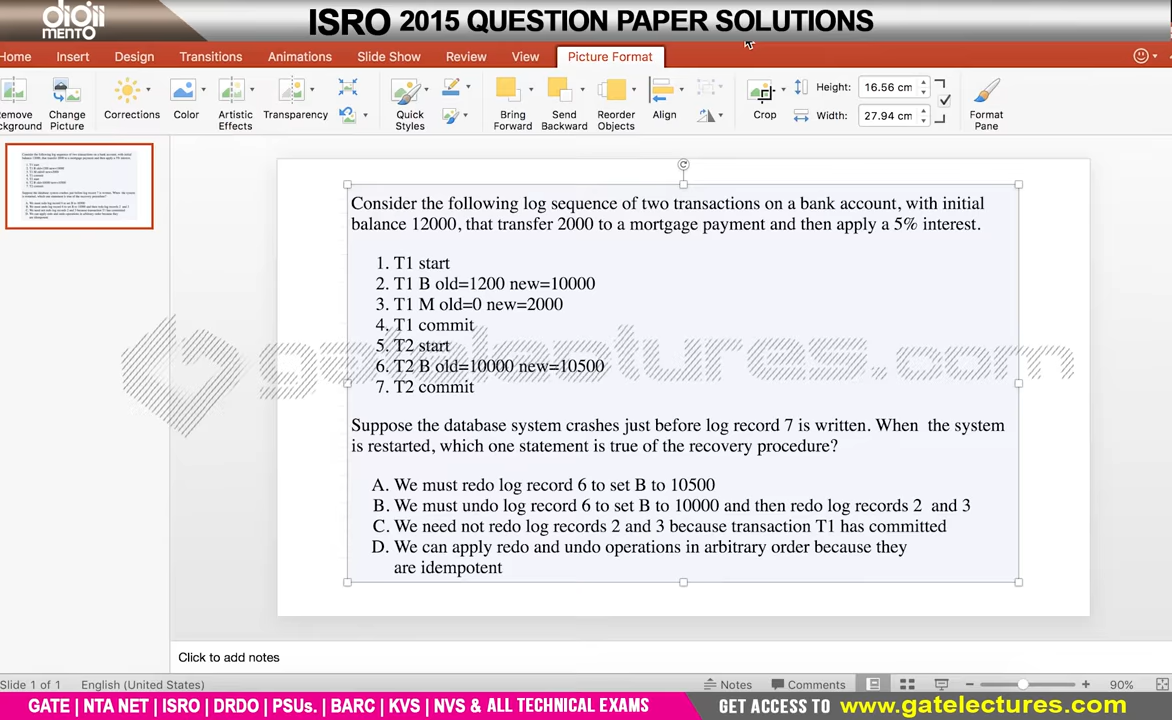 digii
MENTO
ISRO 2015 QUESTION PAPER SOLUTIONS
Home Insert Design Transitions Animations Slide Show Review View Picture Format
Change
Picture
Corrections
Color
Artistic
Effects
Transparency
Quick
Styles
Bring
Forward
Send
Backward
Reorder
Objects
Align
Crop
Height: 16.56 cm
Width: 27.94 cm
Format
Pane
Consider the following log sequence of two transactions on a bank account, with initial
balance 12000, that transfer 2000 to a mortgage payment and then apply a 5% interest.
1. T1 start
2. T1 B old=1200 new=10000
3. T1 M old=0 new=2000
4. T1 commit
5. T2 start
6. T2 B old=10000 new=10500
7. T2 commit
gatelectures.com
Suppose the database system crashes just before log record 7 is written. When the system
is restarted, which one statement is true of the recovery procedure?
A. We must redo log record 6 to set B to 10500
B. We must undo log record 6 to set B to 10000 and then redo log records 2 and 3
C. We need not redo log records 2 and 3 because transaction T1 has committed
D. We can apply redo and undo operations in arbitrary order because they
are idempotent
Click to add notes
Slide 1 of 1 English (United States) Notes Comments 90%
GATE | NTA NET | ISRO | DRDO | PSUs. | BARC | KVS | NVS & ALL TECHNICAL EXAMS
GET ACCESS TO www.gatelectures.com